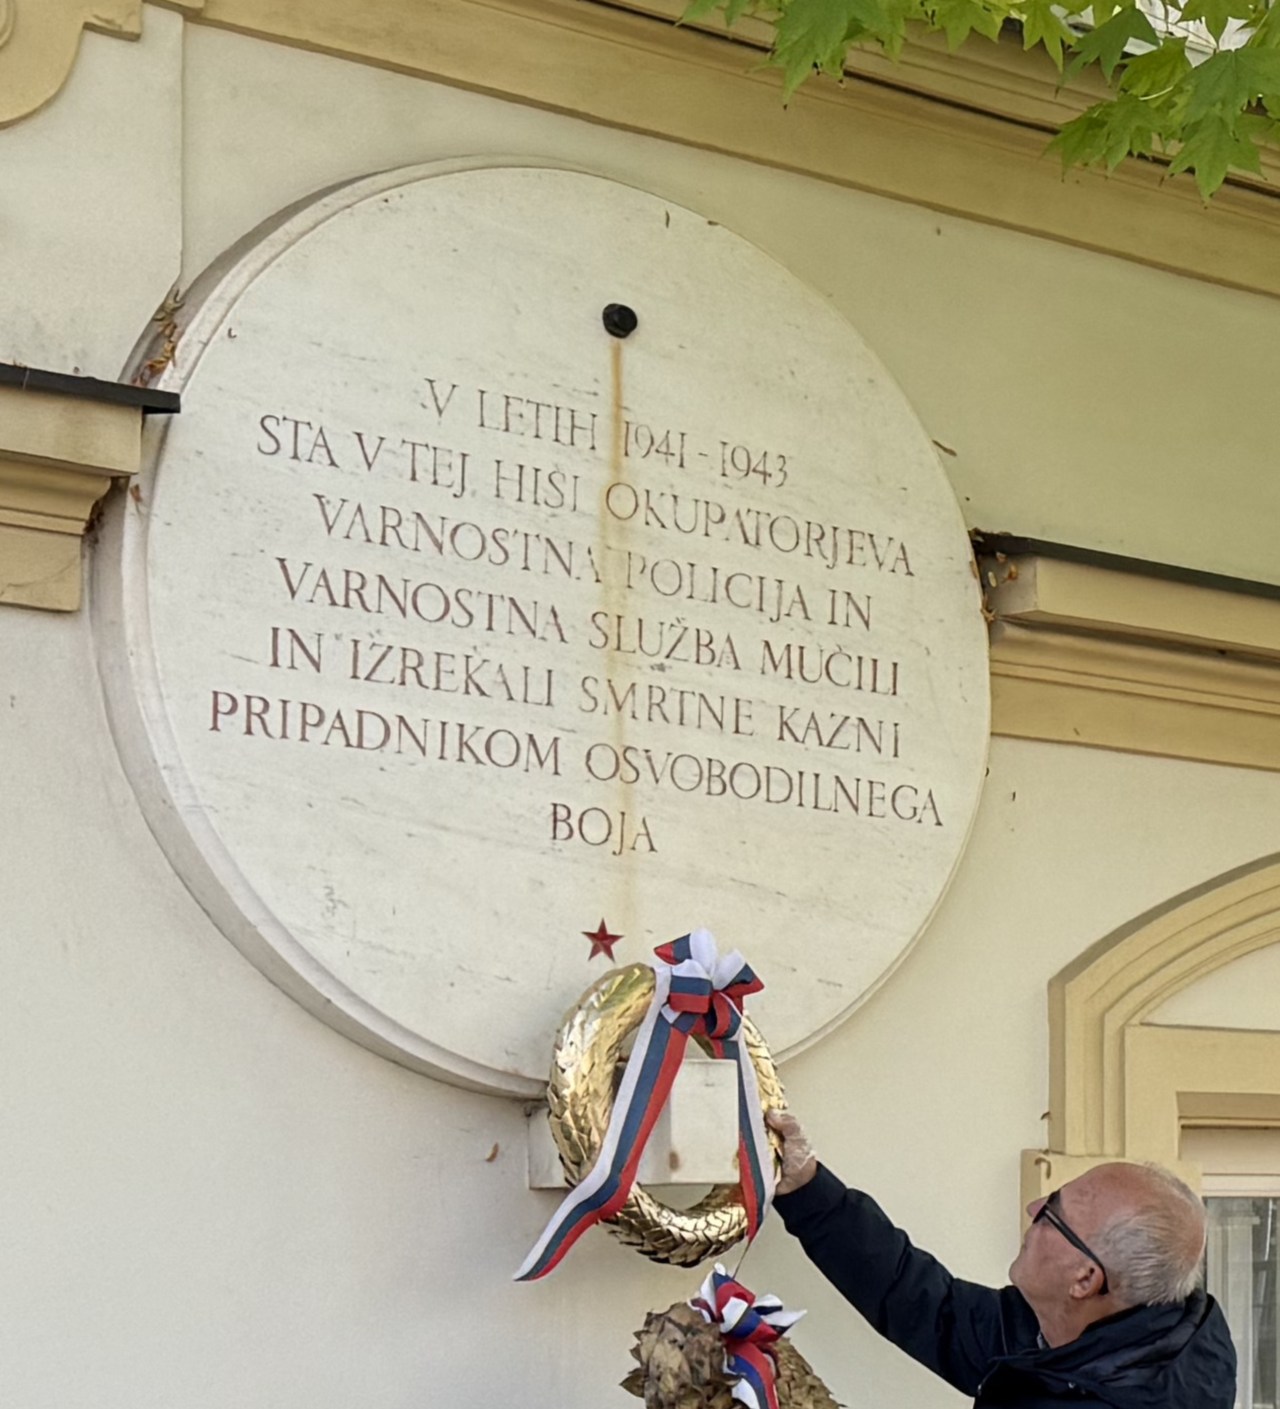 V LETIH 1941-1943
STA V TEJ HIŠI OKUPATORJEVA
VARNOSTNA POLICIJA IN
VARNOSTNA SLUŽBA MUČILI
IN IZREKALI SMRTNE KAZNI
PRIPADNIKOM OSVOBODILNEGA
BOJA